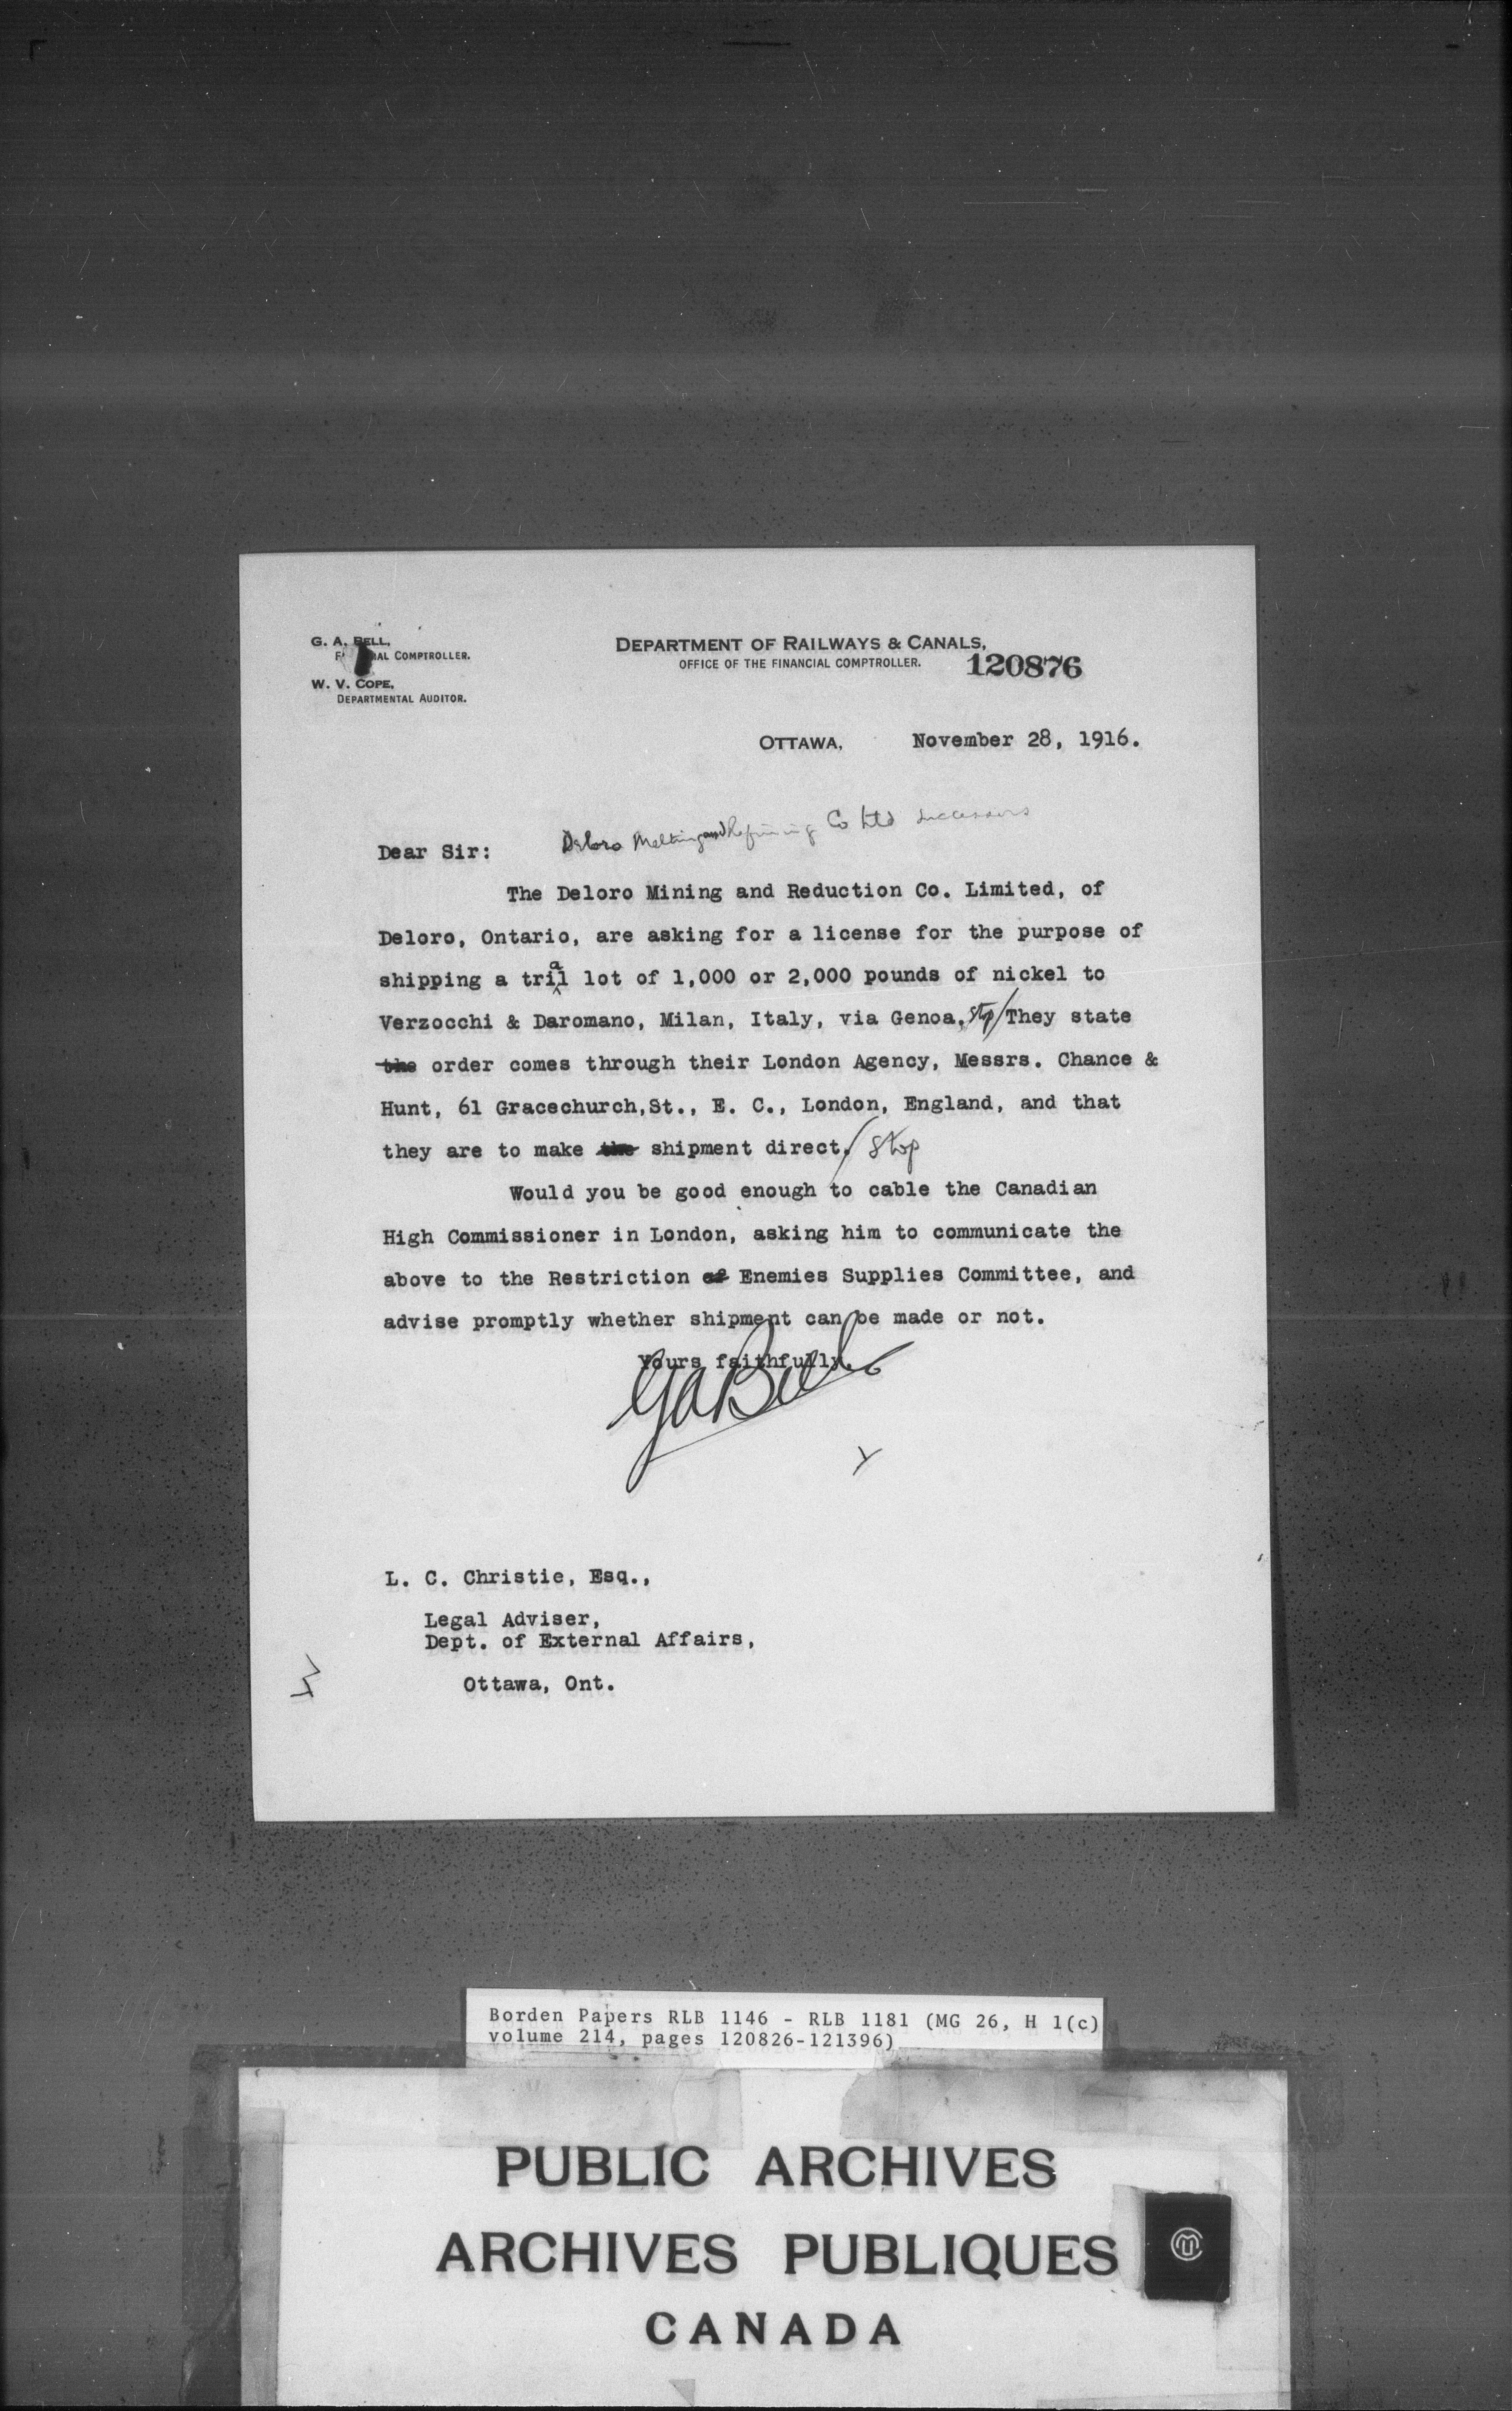 G. A. BELL,
FINANCIAL COMPTROLLER.
W. V. COPE,
DEPARTMENTAL AUDITOR.
DEPARTMENT OF RAILWAYS & CANALS,
OFFICE OF THE FINANCIAL COMPTROLLER.
120876
OTTAWA, November 28, 1916.
Deloro Melting and Refining Co Ltd successors
Dear Sir:
The Deloro Mining and Reduction Co. Limited, of
Deloro, Ontario, are asking for a license for the purpose of
shipping a trial lot of 1,000 or 2,000 pounds of nickel to
Verzocchi & Daromano, Milan, Italy, via Genoa. Stop/They state
the order comes through their London Agency, Messrs. Chance &
Hunt, 61 Gracechurch,St., E. C., London, England, and that
they are to make the shipment direct./ Stop
Would you be good enough to cable the Canadian
High Commissioner in London, asking him to communicate the
above to the Restriction of Enemies Supplies Committee, and
advise promptly whether shipment can be made or not.
Yours faithfully,
GABell
L. C. Christie, Esq.,
Legal Adviser,
Dept. of External Affairs,
Ottawa, Ont.
Borden Papers RLB 1146 - RLB 1181 (MG 26, H 1(c)
volume 214, pages 120826-121396)
PUBLIC ARCHIVES
ARCHIVES PUBLIQUES
CANADA